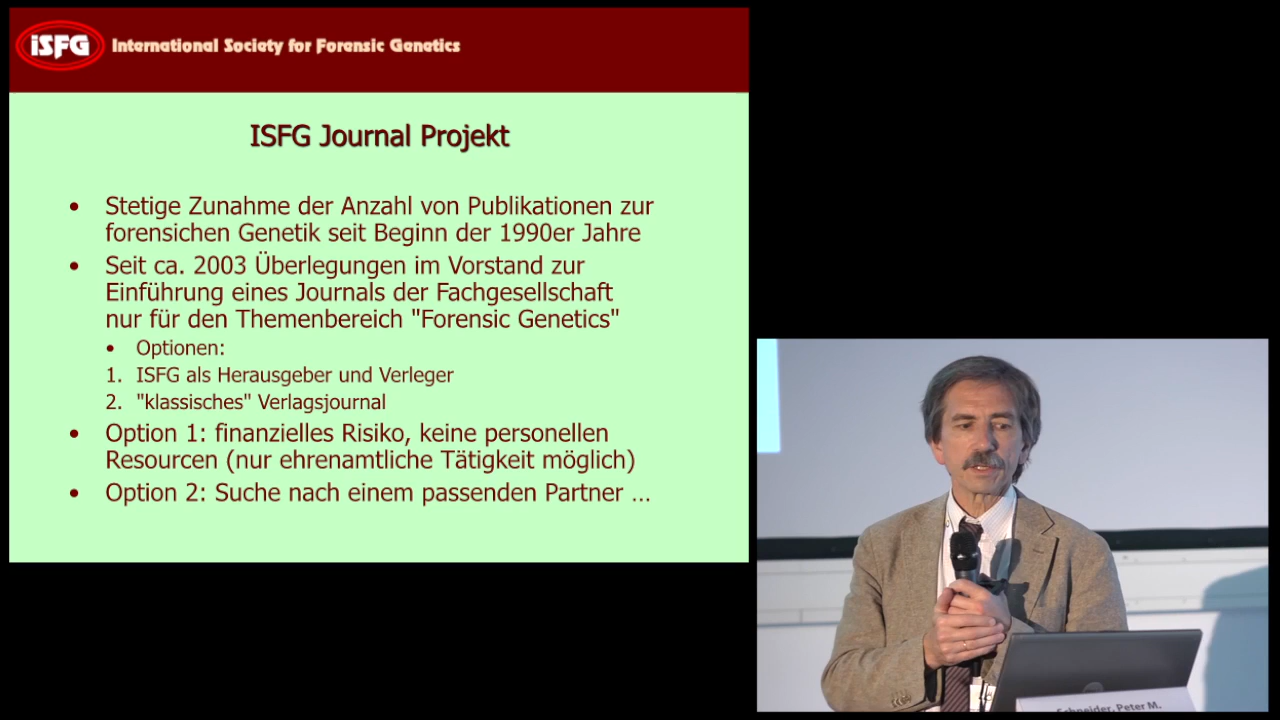 iSFG International Society for Forensic Genetics
ISFG Journal Projekt
• Stetige Zunahme der Anzahl von Publikationen zur
forensichen Genetik seit Beginn der 1990er Jahre
• Seit ca. 2003 Überlegungen im Vorstand zur
Einführung eines Journals der Fachgesellschaft
nur für den Themenbereich "Forensic Genetics"
• Optionen:
1. ISFG als Herausgeber und Verleger
2. "klassisches" Verlagsjournal
• Option 1: finanzielles Risiko, keine personellen
Resourcen (nur ehrenamtliche Tätigkeit möglich)
• Option 2: Suche nach einem passenden Partner ...
Schneider, Peter M.